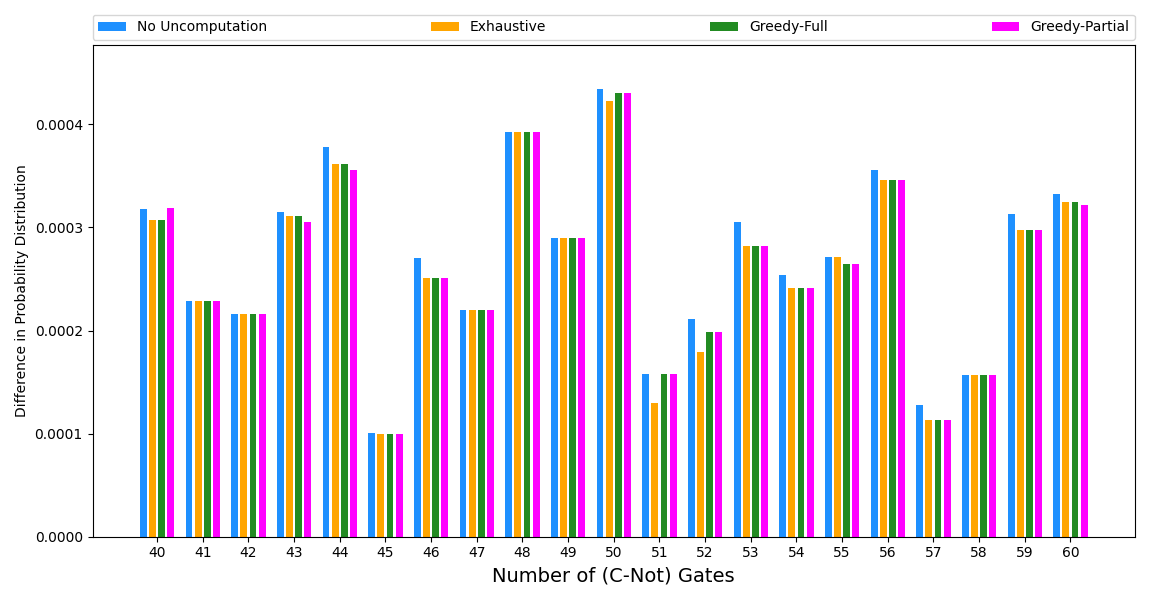 No Uncomputation Exhaustive Greedy-Full Greedy-Partial
Difference in Probability Distribution
0.0004
0.0003
0.0002
0.0001
0.0000
40 41 42 43 44 45 46 47 48 49 50 51 52 53 54 55 56 57 58 59 60
Number of (C-Not) Gates